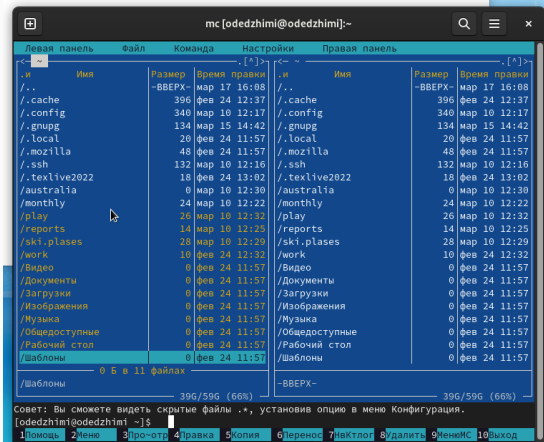 mc [odedzhimi@odedzhimi]:~
Левая панель Файл Команда Настройки Правая панель
<- ~ .[^]> <- ~ .[^]>
.и Имя Размер Время правки .и Имя Размер Время правки
/.. -ВВЕРХ- мар 17 16:08 /.. -ВВЕРХ- мар 17 16:08
/.cache 396 фев 24 12:37 /.cache 396 фев 24 12:37
/.config 340 мар 10 12:17 /.config 340 мар 10 12:17
/.gnupg 134 мар 15 14:42 /.gnupg 134 мар 15 14:42
/.local 20 фев 24 11:57 /.local 20 фев 24 11:57
/.mozilla 48 фев 24 11:57 /.mozilla 48 фев 24 11:57
/.ssh 132 мар 10 12:16 /.ssh 132 мар 10 12:16
/.texlive2022 18 фев 24 13:02 /.texlive2022 18 фев 24 13:02
/australia 0 мар 10 12:30 /australia 0 мар 10 12:30
/monthly 24 мар 10 12:22 /monthly 24 мар 10 12:22
/play 26 мар 10 12:32 /play 26 мар 10 12:32
/reports 14 мар 10 12:25 /reports 14 мар 10 12:25
/ski.plases 28 мар 10 12:29 /ski.plases 28 мар 10 12:29
/work 10 фев 24 12:32 /work 10 фев 24 12:32
/Видео 0 фев 24 11:57 /Видео 0 фев 24 11:57
/Документы 0 фев 24 11:57 /Документы 0 фев 24 11:57
/Загрузки 0 фев 24 11:57 /Загрузки 0 фев 24 11:57
/Изображения 0 фев 24 11:57 /Изображения 0 фев 24 11:57
/Музыка 0 фев 24 11:57 /Музыка 0 фев 24 11:57
/Общедоступные 0 фев 24 11:57 /Общедоступные 0 фев 24 11:57
/Рабочий стол 0 фев 24 11:57 /Рабочий стол 0 фев 24 11:57
/Шаблоны 0 фев 24 11:57 /Шаблоны 0 фев 24 11:57
0 Б в 11 файлах
/Шаблоны -ВВЕРХ-
39G/59G (66%) 39G/59G (66%)
Совет: Вы сможете видеть скрытые файлы .*, установив опцию в меню Конфигурация.
[odedzhimi@odedzhimi ~]$
1Помощь 2Меню 3Про~отр 4Правка 5Копия 6Перенос 7НвКтлог 8Удалить 9МенюMC 10Выход